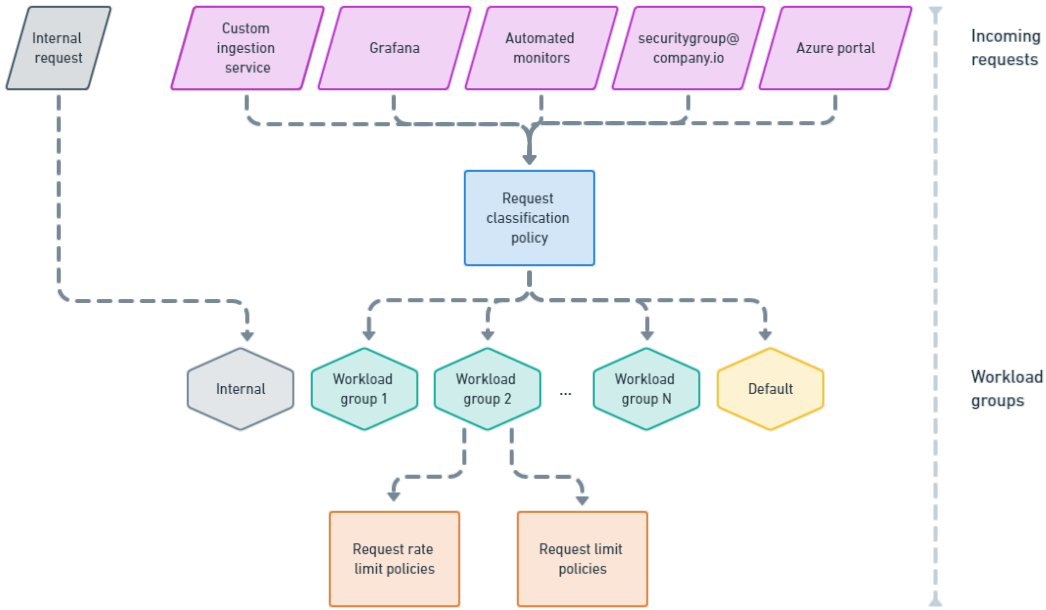 Internal
request
Custom
ingestion
service
Grafana
Automated
monitors
securitygroup@
company.io
Azure portal
Incoming
requests
Request
classification
policy
Internal
Workload
group 1
Workload
group 2
...
Workload
group N
Default
Workload
groups
Request rate
limit policies
Request limit
policies